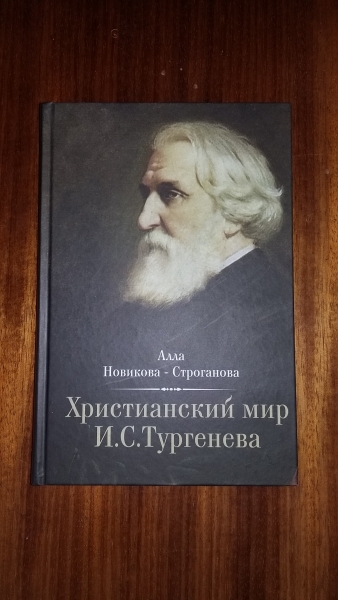 Алла
Новикова - Строганова
Христианский мир
И.С.Тургенева